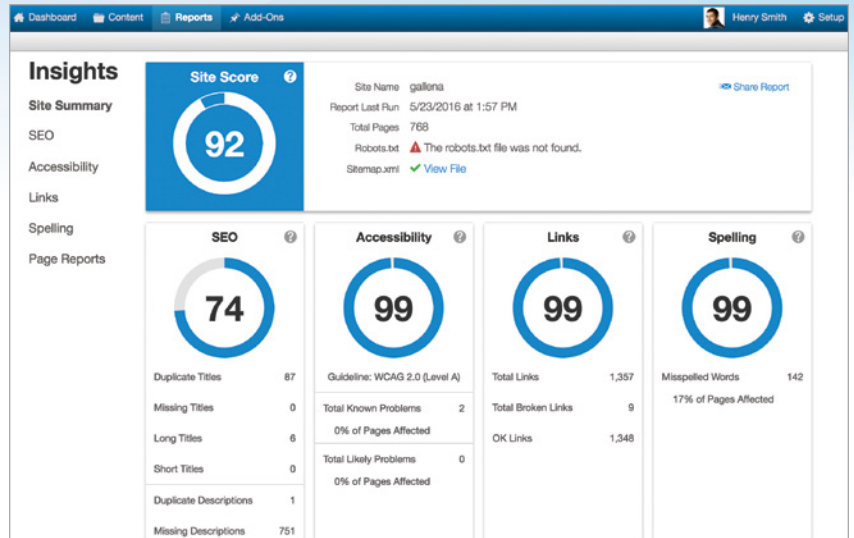 Dashboard Content Reports Add-Ons Henry Smith Setup
Insights
Site Summary
SEO
Accessibility
Links
Spelling
Page Reports
Site Score ?
92
Site Name gallena
Report Last Run 5/23/2016 at 1:57 PM
Total Pages 768
Robots.txt The robots.txt file was not found.
Sitemap.xml View File
Share Report
SEO ?
74
Duplicate Titles 87
Missing Titles 0
Long Titles 6
Short Titles 0
Duplicate Descriptions 1
Missing Descriptions 751
Accessibility ?
99
Guideline: WCAG 2.0 (Level A)
Total Known Problems 2
0% of Pages Affected
Total Likely Problems 0
0% of Pages Affected
Links ?
99
Total Links 1,357
Total Broken Links 9
OK Links 1,348
Spelling ?
99
Misspelled Words 142
17% of Pages Affected